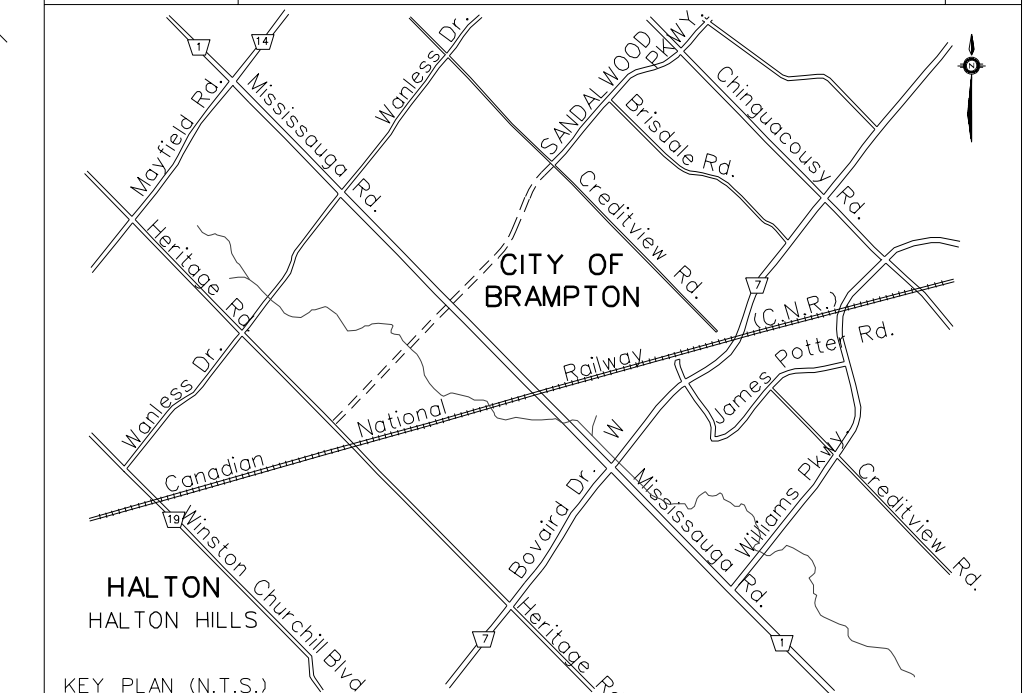 1
14
N
Mayfield Rd.
Mississauga Rd.
Wanless Dr.
SANDALWOOD PKWY.
Brisdale Rd.
Chinguacousy Rd.
Creditview Rd.
Heritage Rd.
CITY OF
BRAMPTON
7
(C.N.R.)
Wanless Dr.
Canadian National Railway
James Potter Rd.
19
Winston Churchill Blvd
Bovaird Dr. W
Mississauga Rd.
Williams Pkwy.
Creditview Rd.
HALTON
HALTON HILLS
7
Heritage
1
KEY PLAN (N.T.S.)